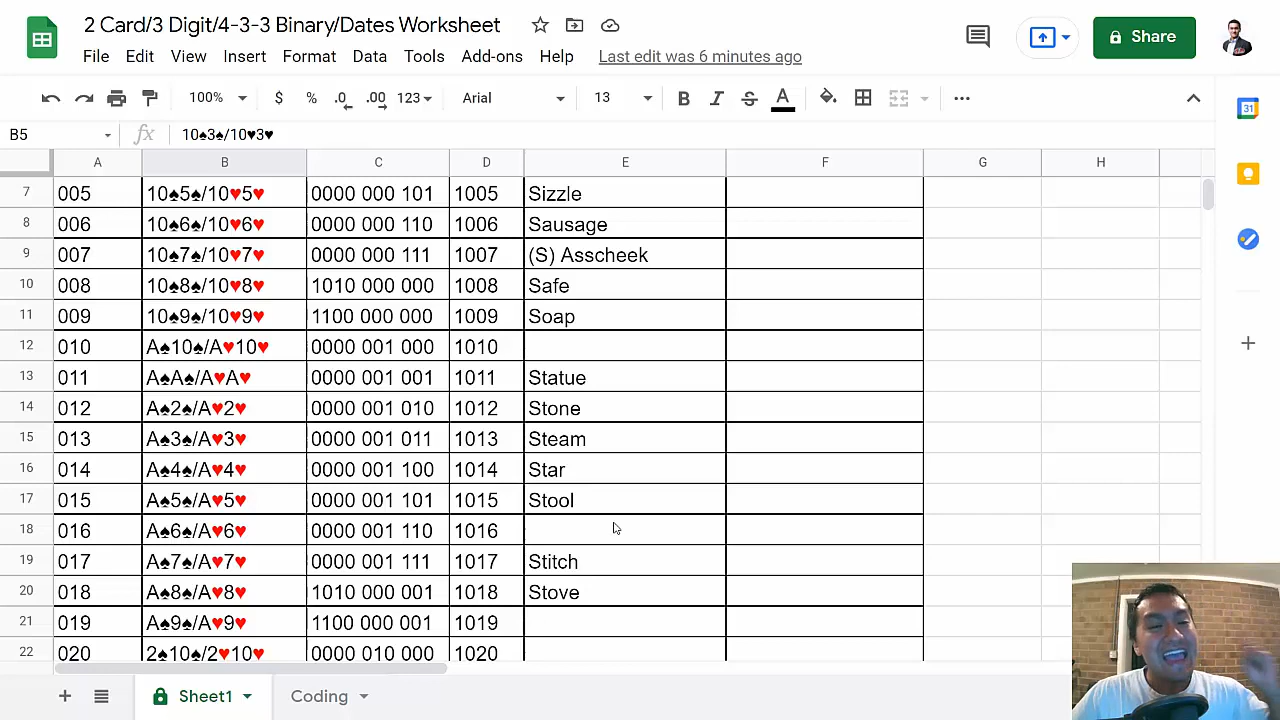 2 Card/3 Digit/4-3-3 Binary/Dates Worksheet
File Edit View Insert Format Data Tools Add-ons Help Last edit was 6 minutes ago
Share
100% $ % .0 .00 123 Arial 13 B I S A
31
B5 fx 10♠3♠/10♥3♥
A B C D E F G H
7 005 10♠5♠/10♥5♥ 0000 000 101 1005 Sizzle
8 006 10♠6♠/10♥6♥ 0000 000 110 1006 Sausage
9 007 10♠7♠/10♥7♥ 0000 000 111 1007 (S) Asscheek
10 008 10♠8♠/10♥8♥ 1010 000 000 1008 Safe
11 009 10♠9♠/10♥9♥ 1100 000 000 1009 Soap
12 010 A♠10♠/A♥10♥ 0000 001 000 1010
13 011 A♠A♠/A♥A♥ 0000 001 001 1011 Statue
14 012 A♠2♠/A♥2♥ 0000 001 010 1012 Stone
15 013 A♠3♠/A♥3♥ 0000 001 011 1013 Steam
16 014 A♠4♠/A♥4♥ 0000 001 100 1014 Star
17 015 A♠5♠/A♥5♥ 0000 001 101 1015 Stool
18 016 A♠6♠/A♥6♥ 0000 001 110 1016
19 017 A♠7♠/A♥7♥ 0000 001 111 1017 Stitch
20 018 A♠8♠/A♥8♥ 1010 000 001 1018 Stove
21 019 A♠9♠/A♥9♥ 1100 000 001 1019
22 020 2♠10♠/2♥10♥ 0000 010 000 1020
Sheet1 Coding